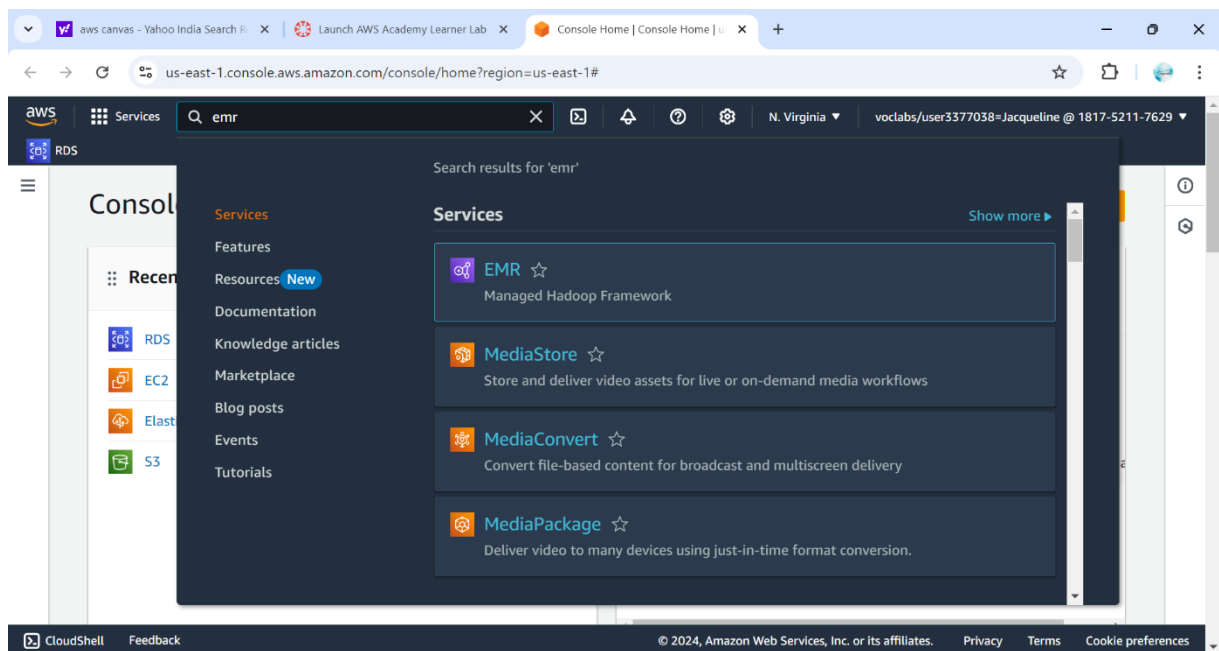 aws canvas - Yahoo India Search R
Launch AWS Academy Learner Lab
Console Home | Console Home | u
us-east-1.console.aws.amazon.com/console/home?region=us-east-1#
aws
Services
emr
N. Virginia ▼
voclabs/user3377038=Jacqueline @ 1817-5211-7629 ▼
RDS
Search results for 'emr'
Consol
Services
Features
Resources New
Documentation
Knowledge articles
Marketplace
Blog posts
Events
Tutorials
Services
Show more ▶
EMR
Managed Hadoop Framework
MediaStore
Store and deliver video assets for live or on-demand media workflows
MediaConvert
Convert file-based content for broadcast and multiscreen delivery
MediaPackage
Deliver video to many devices using just-in-time format conversion.
Recen
RDS
EC2
Elast
S3
CloudShell
Feedback
© 2024, Amazon Web Services, Inc. or its affiliates.
Privacy
Terms
Cookie preferences